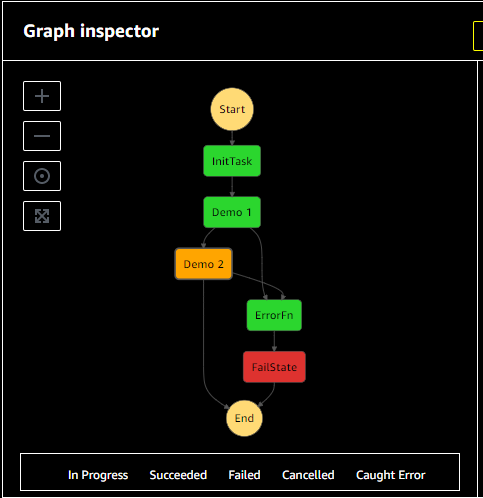 Graph inspector
Start
InitTask
Demo 1
Demo 2
ErrorFn
FailState
End
In Progress Succeeded Failed Cancelled Caught Error